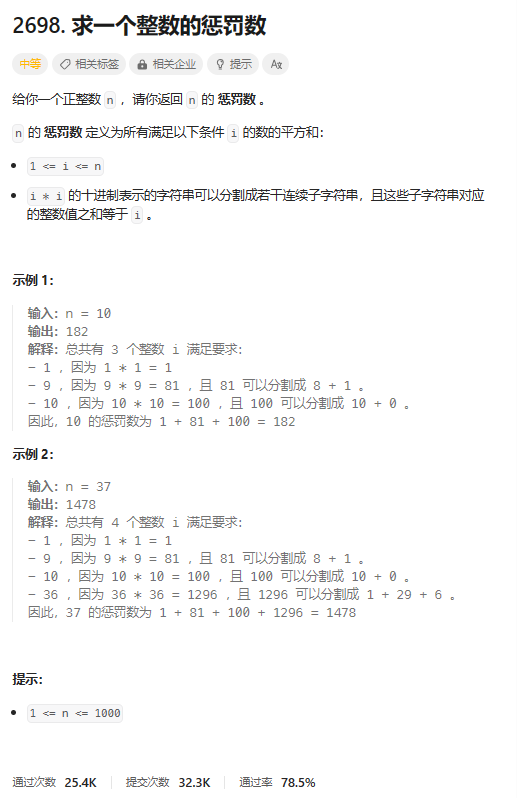 2698. 求一个整数的惩罚数
中等 相关标签 相关企业 提示 Aぁ
给你一个正整数 n ，请你返回 n 的 惩罚数 。
n 的 惩罚数 定义为所有满足以下条件 i 的数的平方和：
• 1 <= i <= n
• i * i 的十进制表示的字符串可以分割成若干连续子字符串，且这些子字符串对应
的整数值之和等于 i 。
示例 1：
输入：n = 10
输出：182
解释：总共有 3 个整数 i 满足要求：
- 1 ，因为 1 * 1 = 1
- 9 ，因为 9 * 9 = 81 ，且 81 可以分割成 8 + 1 。
- 10 ，因为 10 * 10 = 100 ，且 100 可以分割成 10 + 0 。
因此，10 的惩罚数为 1 + 81 + 100 = 182
示例 2：
输入：n = 37
输出：1478
解释：总共有 4 个整数 i 满足要求：
- 1 ，因为 1 * 1 = 1
- 9 ，因为 9 * 9 = 81 ，且 81 可以分割成 8 + 1 。
- 10 ，因为 10 * 10 = 100 ，且 100 可以分割成 10 + 0 。
- 36 ，因为 36 * 36 = 1296 ，且 1296 可以分割成 1 + 29 + 6 。
因此，37 的惩罚数为 1 + 81 + 100 + 1296 = 1478
提示：
• 1 <= n <= 1000
通过次数 25.4K 提交次数 32.3K 通过率 78.5%